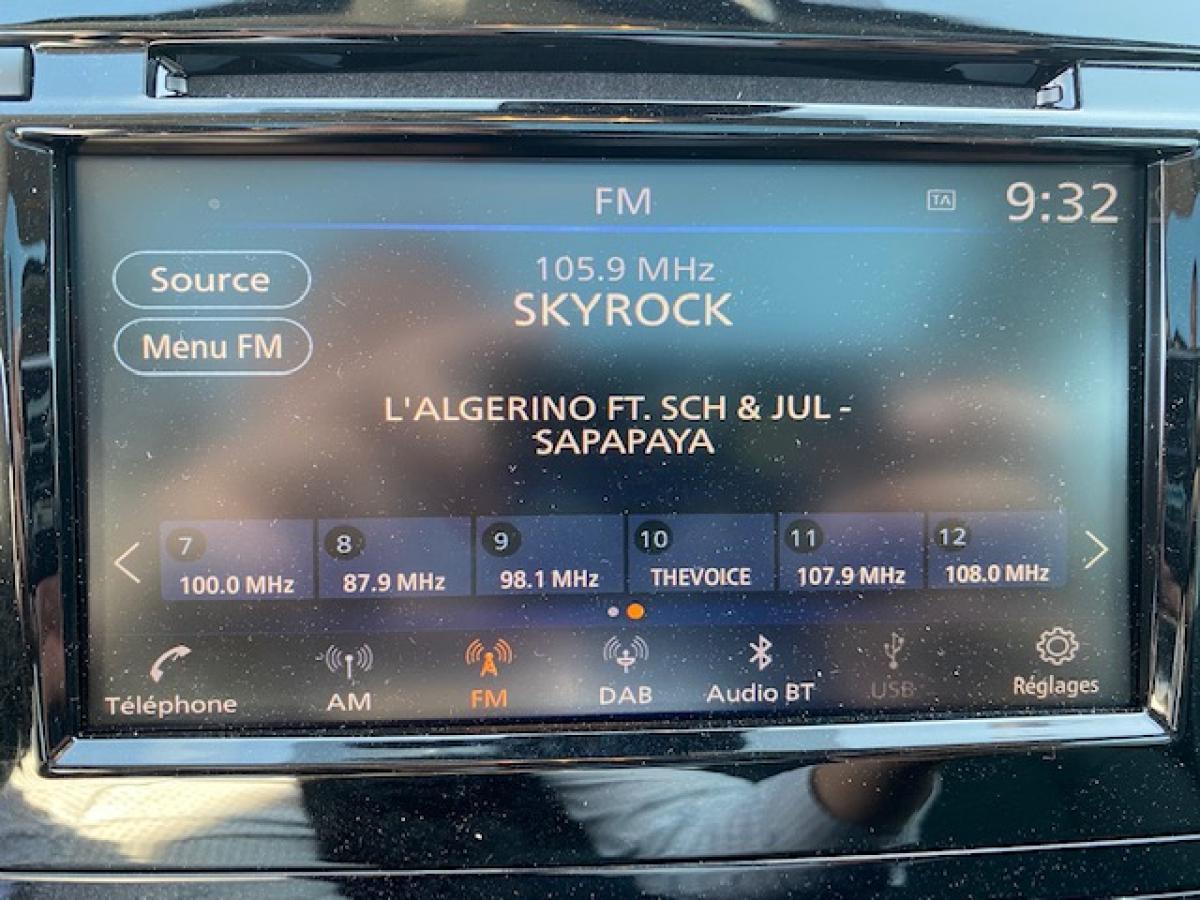 FM
TA
9:32
Source
105.9 MHz
SKYROCK
Menu FM
L'ALGERINO FT. SCH & JUL -
SAPAPAYA
7 8 9 10 11 12
100.0 MHz 87.9 MHz 98.1 MHz THEVOICE 107.9 MHz 108.0 MHz
Téléphone AM FM DAB Audio BT USB Réglages